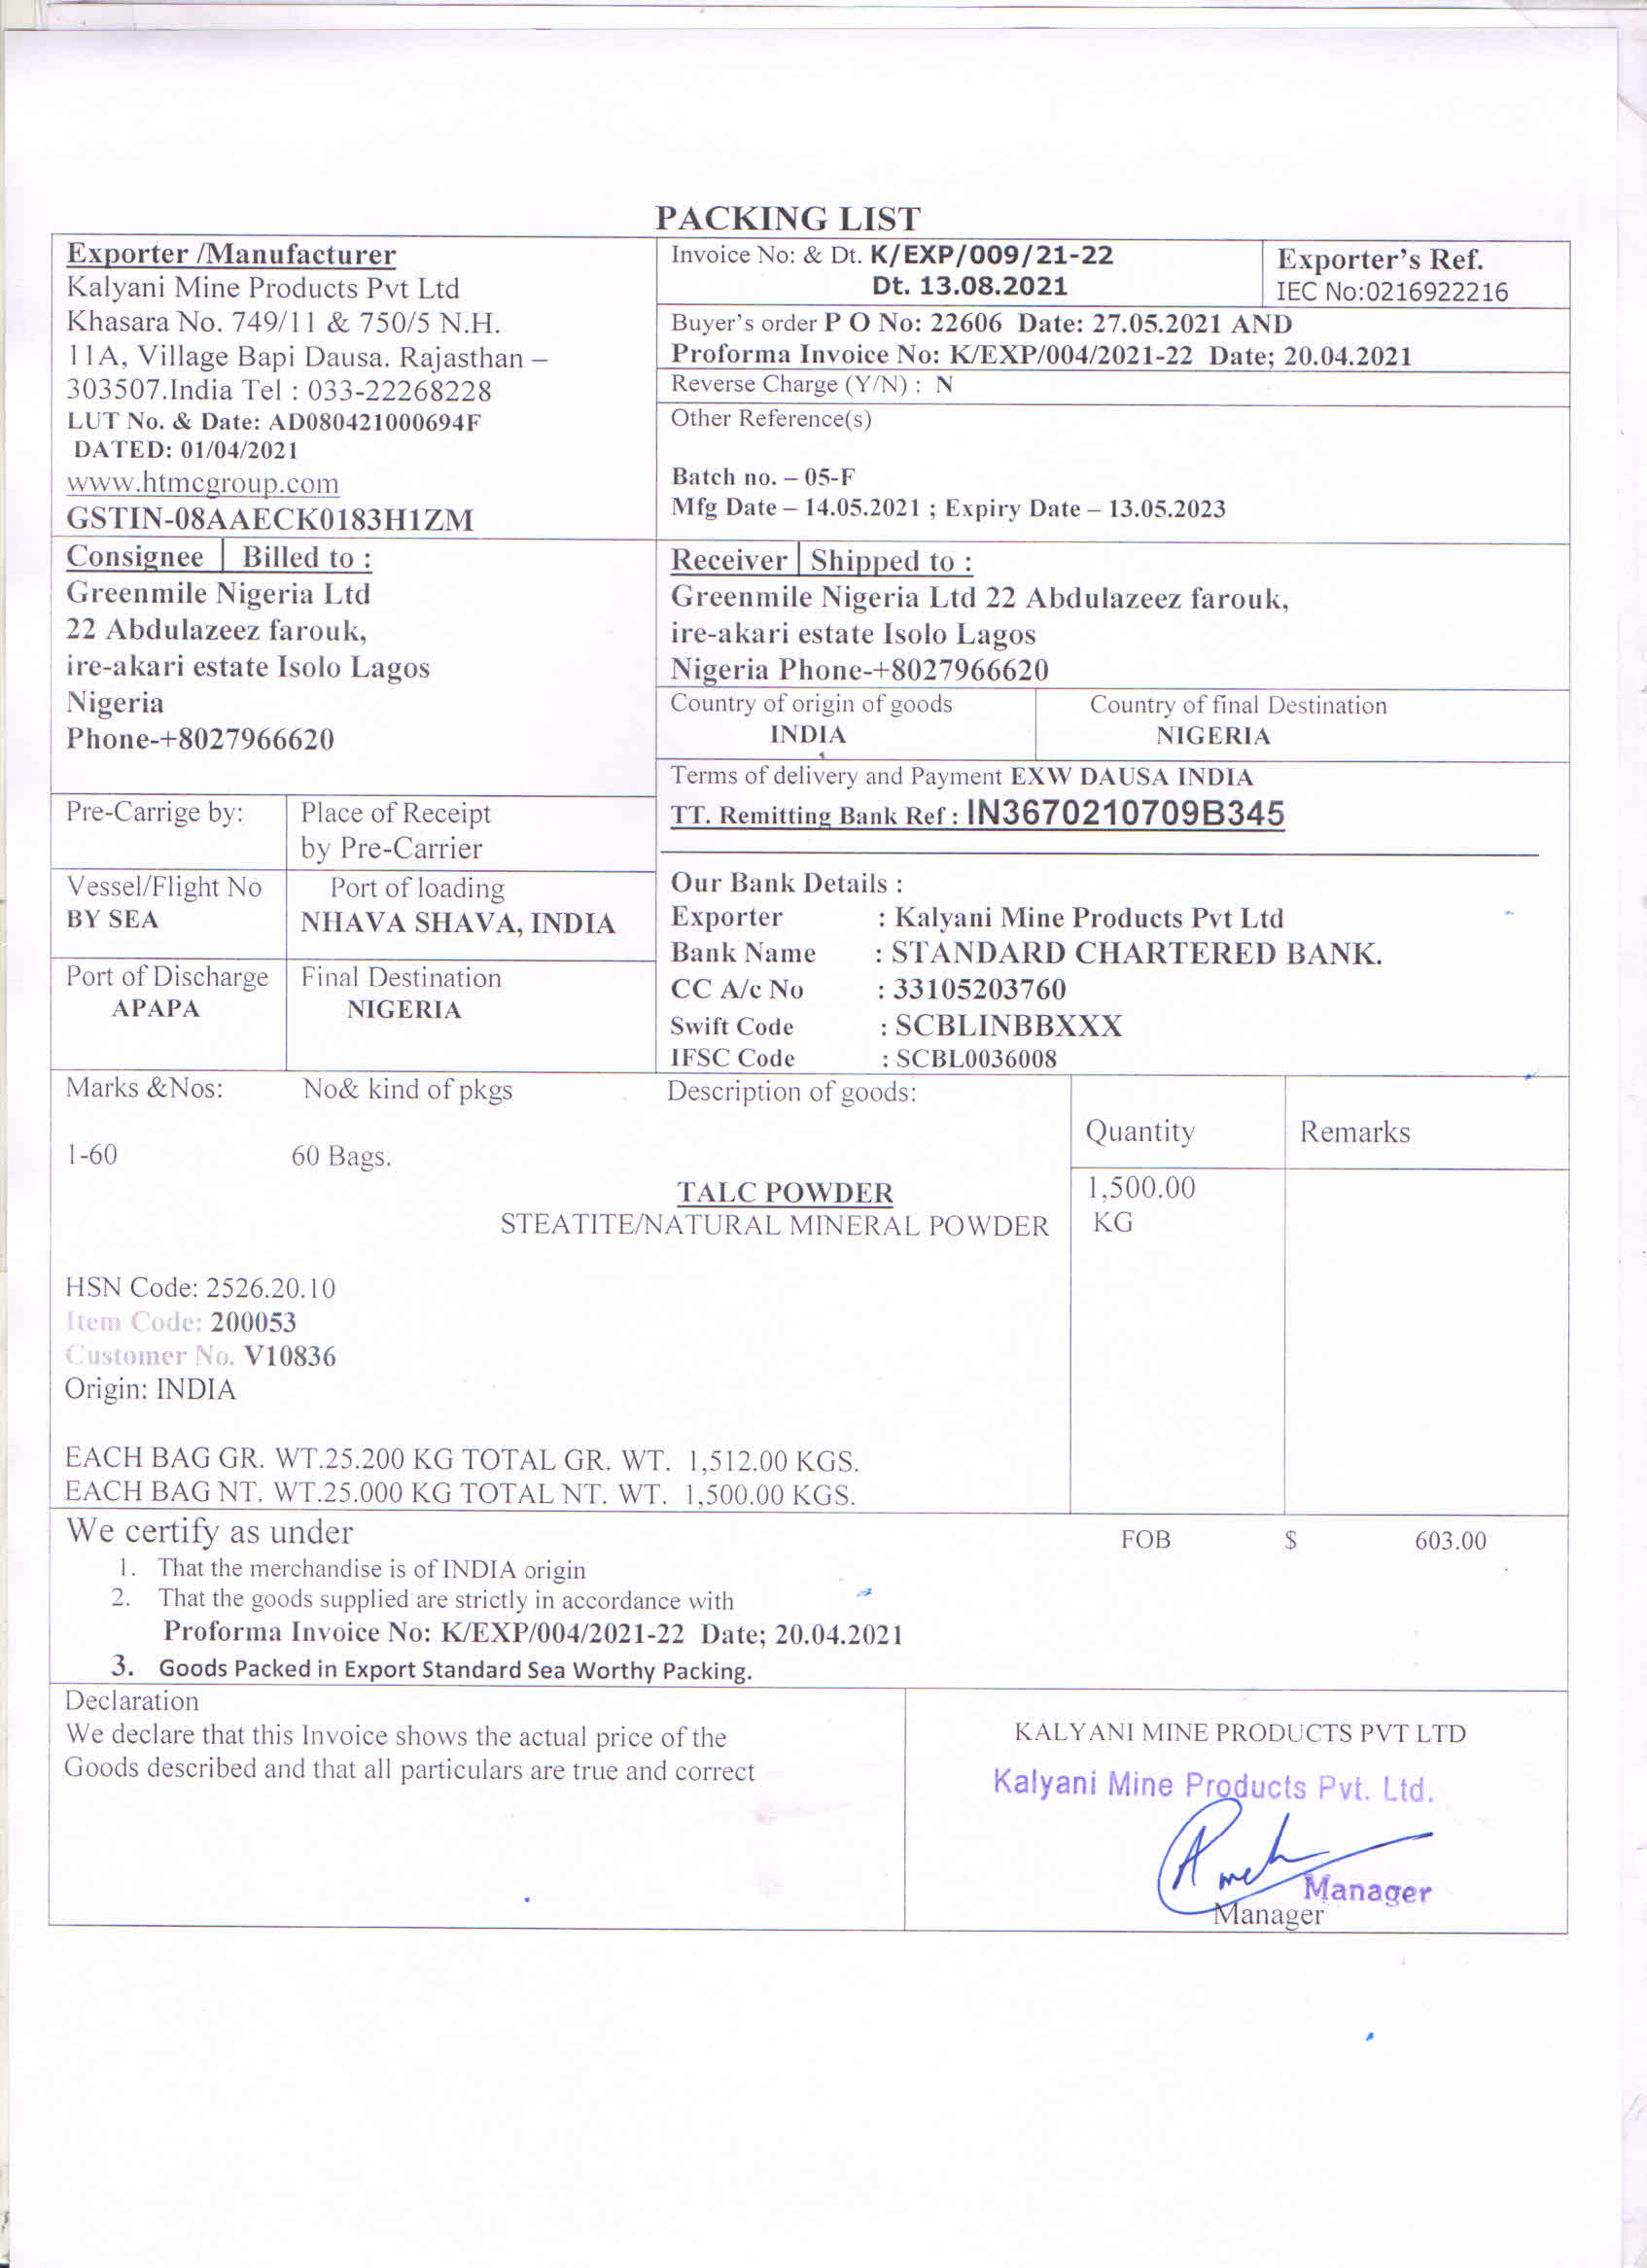 PACKING LIST
Exporter /Manufacturer
Kalyani Mine Products Pvt Ltd
Khasara No. 749/11 & 750/5 N.H.
11A, Village Bapi Dausa. Rajasthan –
303507.India Tel : 033-22268228
LUT No. & Date: AD080421000694F
DATED: 01/04/2021
www.htmcgroup.com
GSTIN-08AAECK0183H1ZM
Invoice No: & Dt. K/EXP/009/21-22
Dt. 13.08.2021
Exporter's Ref.
IEC No:0216922216
Buyer's order P O No: 22606 Date: 27.05.2021 AND
Proforma Invoice No: K/EXP/004/2021-22 Date; 20.04.2021
Reverse Charge (Y/N) : N
Other Reference(s)
Batch no. – 05-F
Mfg Date – 14.05.2021 ; Expiry Date – 13.05.2023
Consignee | Billed to :
Greenmile Nigeria Ltd
22 Abdulazeez farouk,
ire-akari estate Isolo Lagos
Nigeria
Phone-+8027966620
Receiver | Shipped to :
Greenmile Nigeria Ltd 22 Abdulazeez farouk,
ire-akari estate Isolo Lagos
Nigeria Phone-+8027966620
Country of origin of goods
INDIA
Country of final Destination
NIGERIA
Terms of delivery and Payment EXW DAUSA INDIA
TT. Remitting Bank Ref : IN3670210709B345
Pre-Carrige by:
Place of Receipt
by Pre-Carrier
Vessel/Flight No
BY SEA
Port of loading
NHAVA SHAVA, INDIA
Port of Discharge
APAPA
Final Destination
NIGERIA
Our Bank Details :
Exporter : Kalyani Mine Products Pvt Ltd
Bank Name : STANDARD CHARTERED BANK.
CC A/c No : 33105203760
Swift Code : SCBLINBBXXX
IFSC Code : SCBL0036008
Marks &Nos: No& kind of pkgs Description of goods:
Quantity Remarks
1-60 60 Bags.
TALC POWDER 1,500.00
STEATITE/NATURAL MINERAL POWDER KG
HSN Code: 2526.20.10
Item Code: 200053
Customer No. V10836
Origin: INDIA
EACH BAG GR. WT.25.200 KG TOTAL GR. WT. 1,512.00 KGS.
EACH BAG NT. WT.25.000 KG TOTAL NT. WT. 1,500.00 KGS.
We certify as under FOB $ 603.00
1. That the merchandise is of INDIA origin
2. That the goods supplied are strictly in accordance with
Proforma Invoice No: K/EXP/004/2021-22 Date; 20.04.2021
3. Goods Packed in Export Standard Sea Worthy Packing.
Declaration
We declare that this Invoice shows the actual price of the
Goods described and that all particulars are true and correct
KALYANI MINE PRODUCTS PVT LTD
Kalyani Mine Products Pvt. Ltd.
Manager
Manager